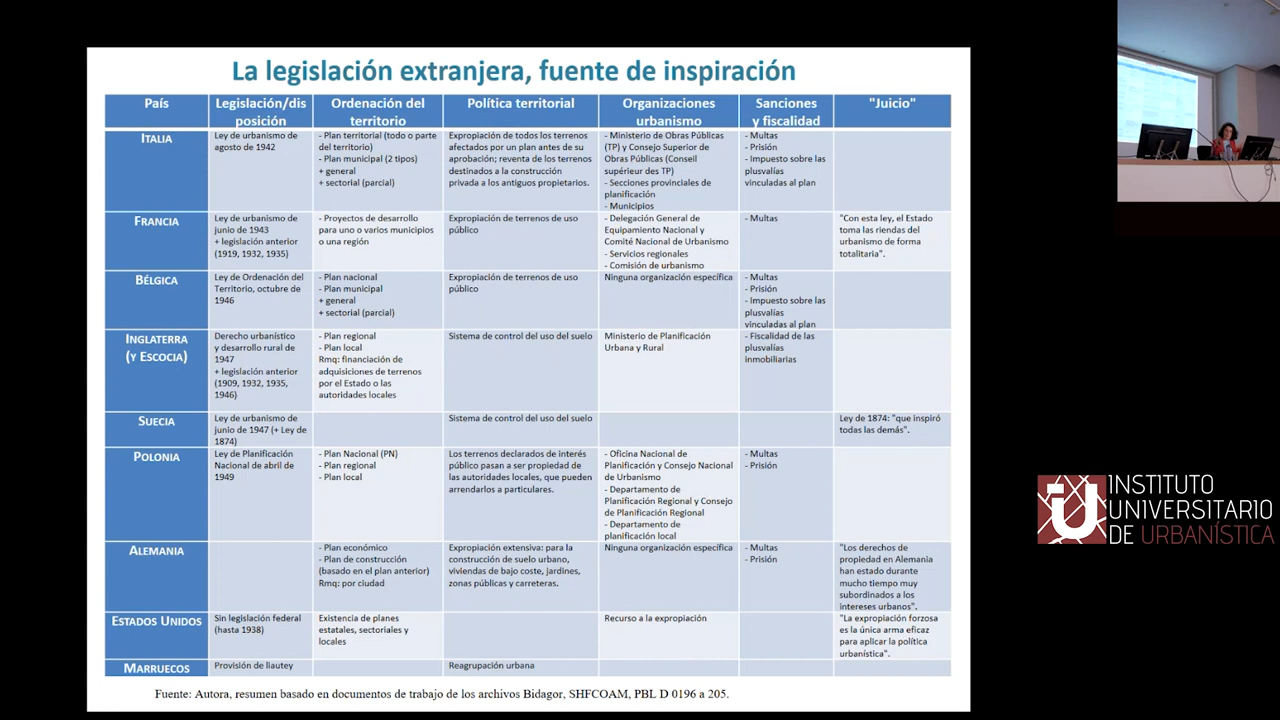 La legislación extranjera, fuente de inspiración
País
Legislación/dis
posición
Ordenación del
territorio
Política territorial
Organizaciones
urbanismo
Sanciones
y fiscalidad
"Juicio"
ITALIA
Ley de urbanismo de
agosto de 1942
- Plan territorial (todo o parte
del territorio)
- Plan municipal (2 tipos)
+ general
+ sectorial (parcial)
Expropiación de todos los terrenos
afectados por un plan antes de su
aprobación; reventa de los terrenos
destinados a la construcción
privada a los antiguos propietarios.
- Ministerio de Obras Públicas
(TP) y Consejo Superior de
Obras Públicas (Conseil
supérieur des TP)
- Secciones provinciales de
planificación
- Municipios
- Multas
- Prisión
- Impuesto sobre las
plusvalías
vinculadas al plan
FRANCIA
Ley de urbanismo de
junio de 1943
+ legislación anterior
(1919, 1932, 1935)
- Proyectos de desarrollo
para uno o varios municipios
o una región
Expropiación de terrenos de uso
público
- Delegación General de
Equipamiento Nacional y
Comité Nacional de Urbanismo
- Servicios regionales
- Comisión de urbanismo
- Multas
"Con esta ley, el Estado
toma las riendas del
urbanismo de forma
totalitaria".
BÉLGICA
Ley de Ordenación del
Territorio, octubre de
1946
- Plan nacional
- Plan municipal
+ general
+ sectorial (parcial)
Expropiación de terrenos de uso
público
Ninguna organización específica
- Multas
- Prisión
- Impuesto sobre las
plusvalías
vinculadas al plan
INGLATERRA
(Y ESCOCIA)
Derecho urbanístico
y desarrollo rural de
1947
+ legislación anterior
(1909, 1932, 1935,
1946)
- Plan regional
- Plan local
Rmq: financiación de
adquisiciones de terrenos
por el Estado o las
autoridades locales
Sistema de control del uso del suelo
Ministerio de Planificación
Urbana y Rural
- Fiscalidad de las
plusvalías
inmobiliarias
SUECIA
Ley de urbanismo de
junio de 1947 (+ Ley de
1874)
Sistema de control del uso del suelo
Ley de 1874: "que inspiró
todas las demás".
POLONIA
Ley de Planificación
Nacional de abril de
1949
- Plan Nacional (PN)
- Plan regional
- Plan local
Los terrenos declarados de interés
público pasan a ser propiedad de
las autoridades locales, que pueden
arrendarlos a particulares.
- Oficina Nacional de
Planificación y Consejo Nacional
de Urbanismo
- Departamento de
Planificación Regional y Consejo
de Planificación Regional
- Departamento de
planificación local
- Multas
- Prisión
ALEMANIA
- Plan económico
- Plan de construcción
(basado en el plan anterior)
Rmq: por ciudad
Expropiación extensiva: para la
construcción de suelo urbano,
viviendas de bajo coste, jardines,
zonas públicas y carreteras.
Ninguna organización específica
- Multas
- Prisión
"Los derechos de
propiedad en Alemania
han estado durante
mucho tiempo muy
subordinados a los
intereses urbanos".
ESTADOS UNIDOS
Sin legislación federal
(hasta 1938)
Existencia de planes
estatales, sectoriales y
locales
Recurso a la expropiación
"La expropiación forzosa
es la única arma eficaz
para aplicar la política
urbanística".
MARRUECOS
Provisión de liautey
Reagrupación urbana
Fuente: Autora, resumen basado en documentos de trabajo de los archivos Bidagor, SHFCOAM, PBL D 0196 a 205.
iU
INSTITUTO
UNIVERSITARIO
DE URBANÍSTICA